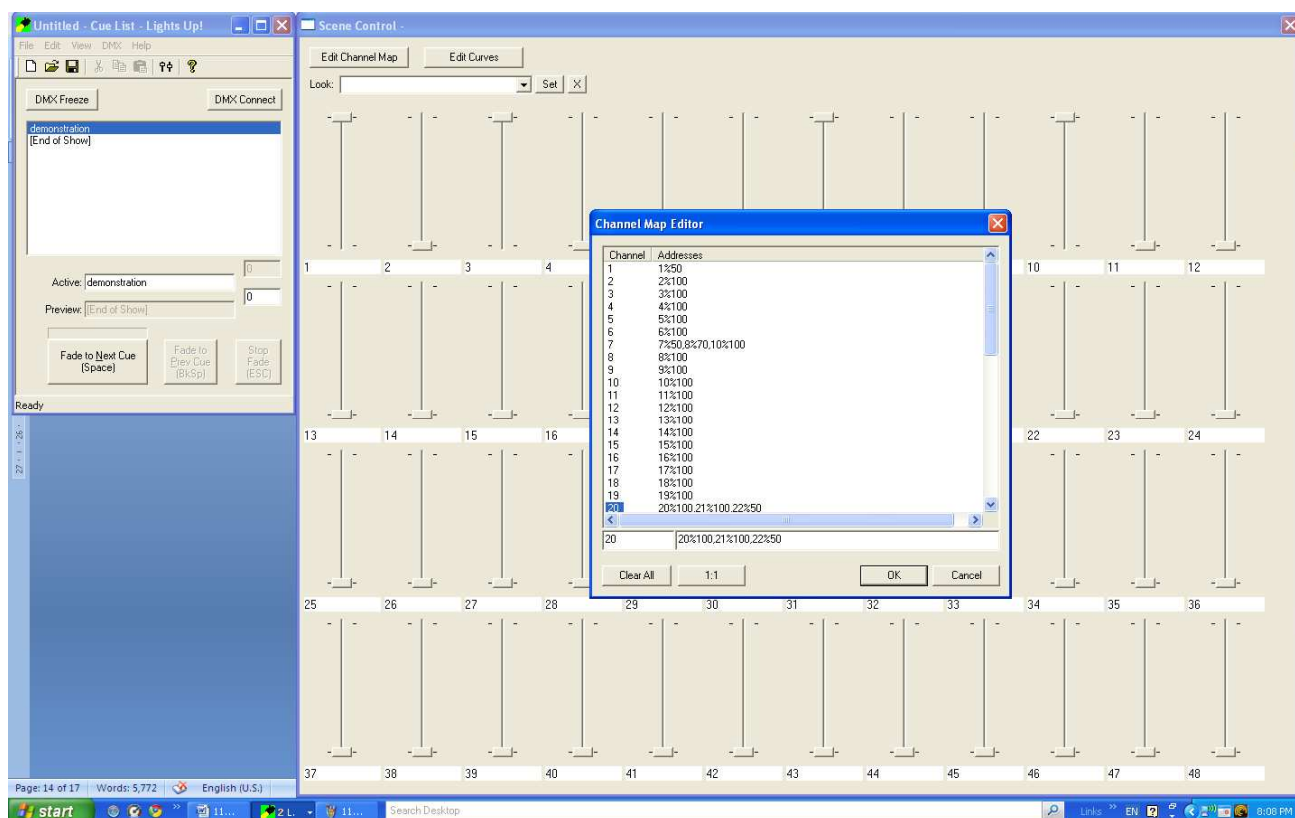 Untitled - Cue List - Lights Up!
File Edit View DMX Help
DMX Freeze DMX Connect
demonstration
[End of Show]
0
Active: demonstration
0
Preview: [End of Show]
Fade to Next Cue (Space)
Fade to Prev Cue (BkSp)
Stop Fade (ESC)
Ready
Scene Control -
Edit Channel Map Edit Curves
Look: Set X
1 2 3 4 10 11 12
13 14 15 16 22 23 24
25 26 27 28 29 30 31 32 33 34 35 36
37 38 39 40 41 42 43 44 45 46 47 48
Channel Map Editor
Channel Addresses
1 1%50
2 2%100
3 3%100
4 4%100
5 5%100
6 6%100
7 7%50,8%70,10%100
8 8%100
9 9%100
10 10%100
11 11%100
12 12%100
13 13%100
14 14%100
15 15%100
16 16%100
17 17%100
18 18%100
19 19%100
20 20%100,21%100,22%50
20 20%100,21%100,22%50
Clear All 1:1 OK Cancel
27 26
Page: 14 of 17 Words: 5,772 English (U.S.)
start 11... 2 L... 11... Search Desktop Links EN 8:08 PM